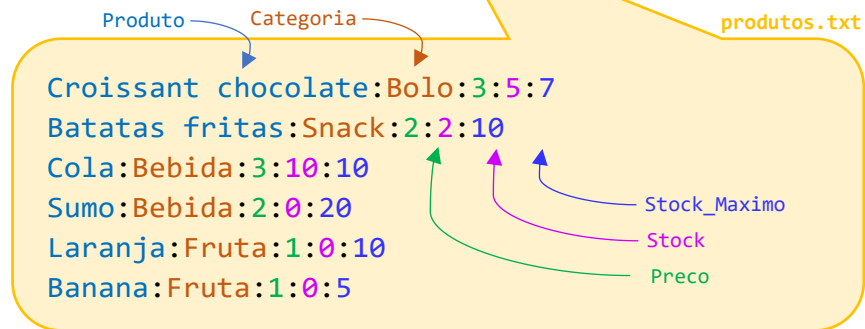 Produto Categoria produtos.txt
Croissant chocolate:Bolo:3:5:7
Batatas fritas:Snack:2:2:10
Cola:Bebida:3:10:10
Sumo:Bebida:2:0:20
Stock_Maximo
Laranja:Fruta:1:0:10
Stock
Banana:Fruta:1:0:5
Preco